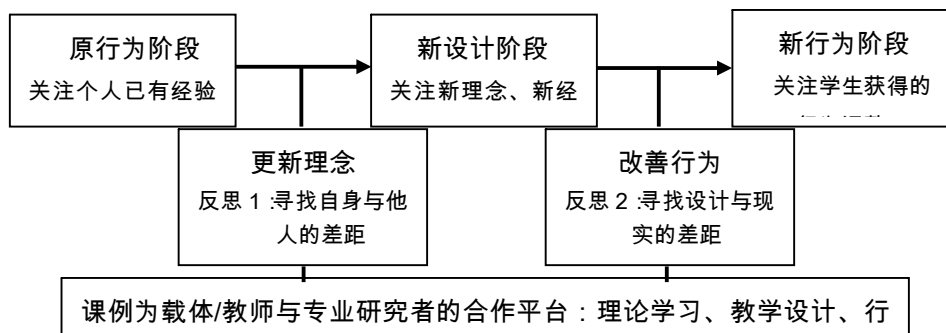 原行为阶段
关注个人已有经验
新设计阶段
关注新理念、新经
新行为阶段
关注学生获得的
更新理念
反思1:寻找自身与他
人的差距
改善行为
反思2:寻找设计与现
实的差距
课例为载体/教师与专业研究者的合作平台：理论学习、教学设计、行